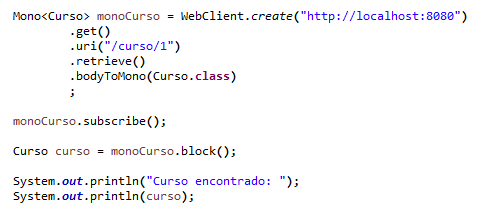 Mono<Curso> monoCurso = WebClient.create("http://localhost:8080")
.get()
.uri("/curso/1")
.retrieve()
.bodyToMono(Curso.class)
;
monoCurso.subscribe();
Curso curso = monoCurso.block();
System.out.println("Curso encontrado: ");
System.out.println(curso);